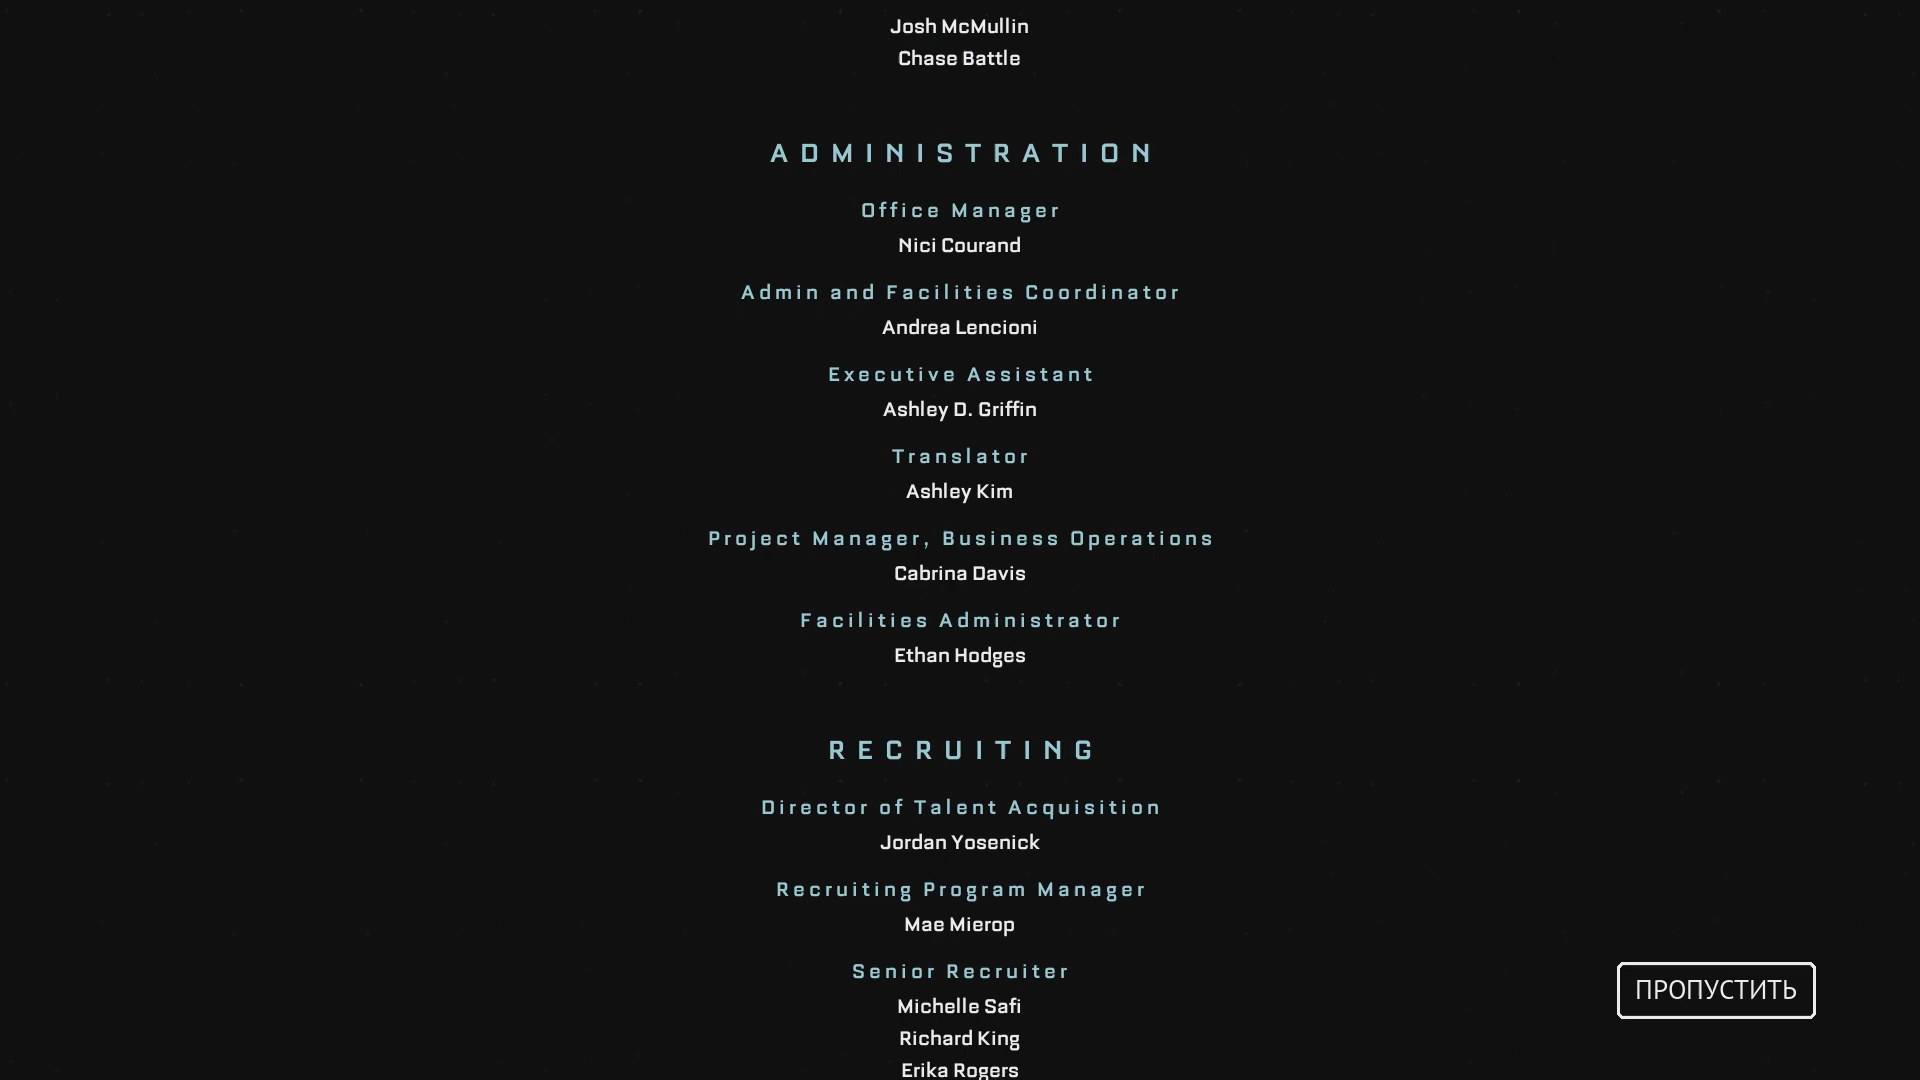 Josh McMullin
Chase Battle
ADMINISTRATION
Office Manager
Nici Courand
Admin and Facilities Coordinator
Andrea Lencioni
Executive Assistant
Ashley D. Griffin
Translator
Ashley Kim
Project Manager, Business Operations
Cabrina Davis
Facilities Administrator
Ethan Hodges
RECRUITING
Director of Talent Acquisition
Jordan Yosenick
Recruiting Program Manager
Mae Mierop
Senior Recruiter
Michelle Safi
Richard King
Erika Rogers
ПРОПУСТИТЬ